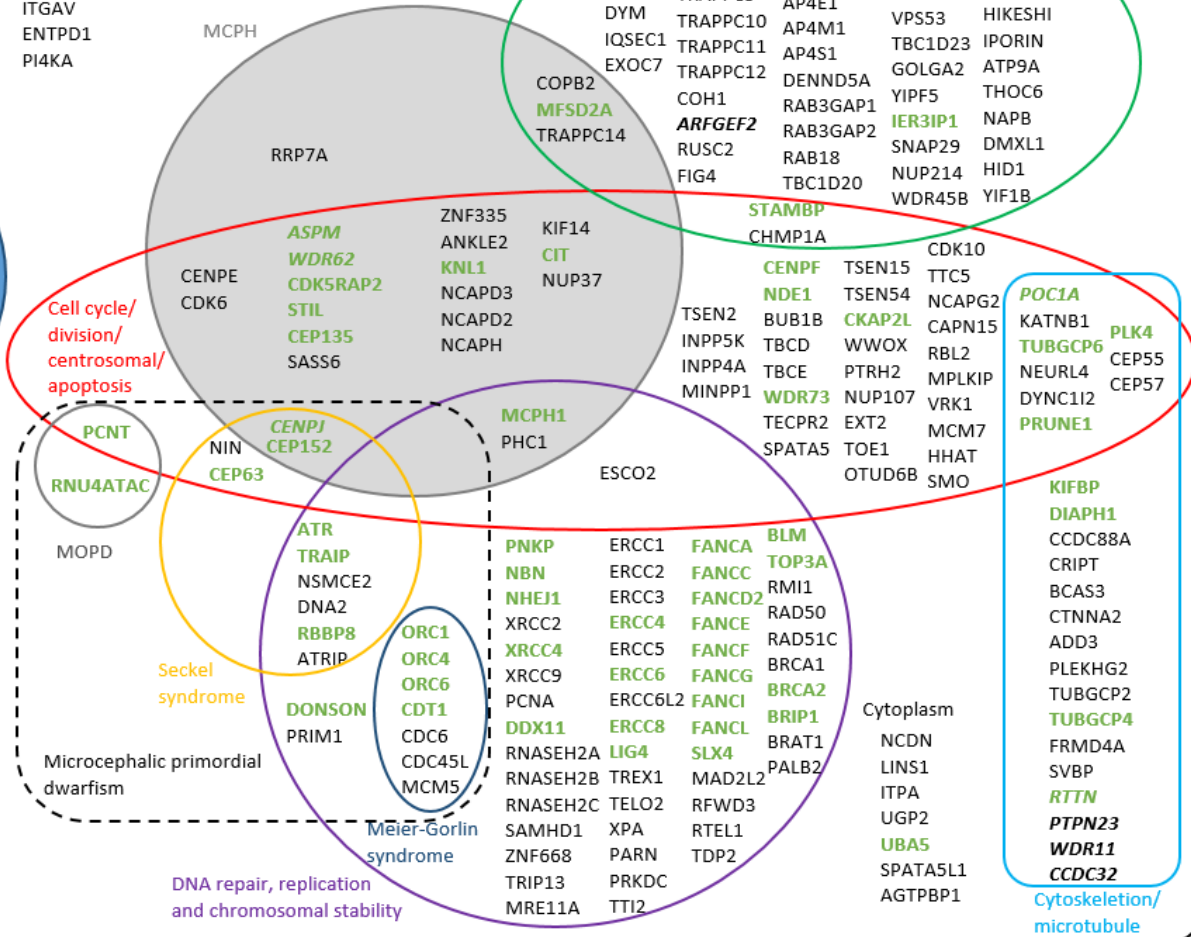 ITGAV
ENTPD1
PI4KA
MCPH
RRP7A
COPB2
MFSD2A
TRAPPC14
DYM
IQSEC1
EXOC7
TRAPPC10
TRAPPC11
TRAPPC12
COH1
ARFGEF2
RUSC2
FIG4
AP4E1
AP4M1
AP4S1
DENND5A
RAB3GAP1
RAB3GAP2
RAB18
TBC1D20
VPS53
TBC1D23
GOLGA2
YIPF5
IER3IP1
SNAP29
NUP214
WDR45B
HIKESHI
IPORIN
ATP9A
THOC6
NAPB
DMXL1
HID1
YIF1B
STAMBP
CHMP1A
Cell cycle/
division/
centrosomal/
apoptosis
CENPE
CDK6
ASPM
WDR62
CDK5RAP2
STIL
CEP135
SASS6
ZNF335
ANKLE2
KNL1
NCAPD3
NCAPD2
NCAPH
KIF14
CIT
NUP37
TSEN2
INPP5K
INPP4A
MINPP1
CENPF
NDE1
BUB1B
TBCD
TBCE
WDR73
TECPR2
SPATA5
TSEN15
TSEN54
CKAP2L
WWOX
PTRH2
NUP107
EXT2
TOE1
OTUD6B
CDK10
TTC5
NCAPG2
CAPN15
RBL2
MPLKIP
VRK1
MCM7
HHAT
SMO
POC1A
KATNB1
TUBGCP6
NEURL4
DYNC1I2
PRUNE1
PLK4
CEP55
CEP57
PCNT
RNU4ATAC
MOPD
NIN
CEP63
CENPJ
CEP152
MCPH1
PHC1
ESCO2
ATR
TRAIP
NSMCE2
DNA2
RBBP8
ATRIP
Seckel
syndrome
DONSON
PRIM1
Microcephalic primordial
dwarfism
ORC1
ORC4
ORC6
CDT1
CDC6
CDC45L
MCM5
Meier-Gorlin
syndrome
DNA repair, replication
and chromosomal stability
PNKP
NBN
NHEJ1
XRCC2
XRCC4
XRCC9
PCNA
DDX11
RNASEH2A
RNASEH2B
RNASEH2C
SAMHD1
ZNF668
TRIP13
MRE11A
ERCC1
ERCC2
ERCC3
ERCC4
ERCC5
ERCC6
ERCC6L2
ERCC8
LIG4
TREX1
TELO2
XPA
PARN
PRKDC
TTI2
FANCA
FANCC
FANCD2
FANCE
FANCF
FANCG
FANCI
FANCL
SLX4
MAD2L2
RFWD3
RTEL1
TDP2
BLM
TOP3A
RMI1
RAD50
RAD51C
BRCA1
BRCA2
BRIP1
BRAT1
PALB2
Cytoplasm
NCDN
LINS1
ITPA
UGP2
UBA5
SPATA5L1
AGTPBP1
KIFBP
DIAPH1
CCDC88A
CRIPT
BCAS3
CTNNA2
ADD3
PLEKHG2
TUBGCP2
TUBGCP4
FRMD4A
SVBP
RTTN
PTPN23
WDR11
CCDC32
Cytoskeleton/
microtubule